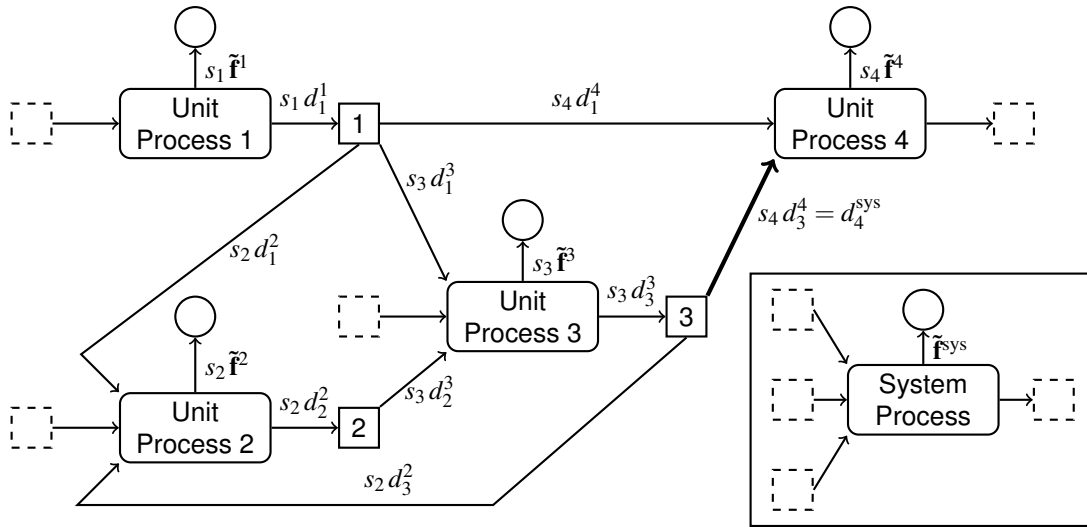 s₁ f̃¹
s₄ f̃⁴
Unit
Process 1
s₁ d₁¹
1
s₄ d₁⁴
Unit
Process 4
s₃ d₁³
s₄ d₃⁴ = d₄ˢʸˢ
s₂ d₁²
s₃ f̃³
Unit
Process 3
s₃ d₃³
3
s₂ f̃²
f̃ˢʸˢ
Unit
Process 2
s₂ d₂²
2
s₃ d₂³
System
Process
s₂ d₃²